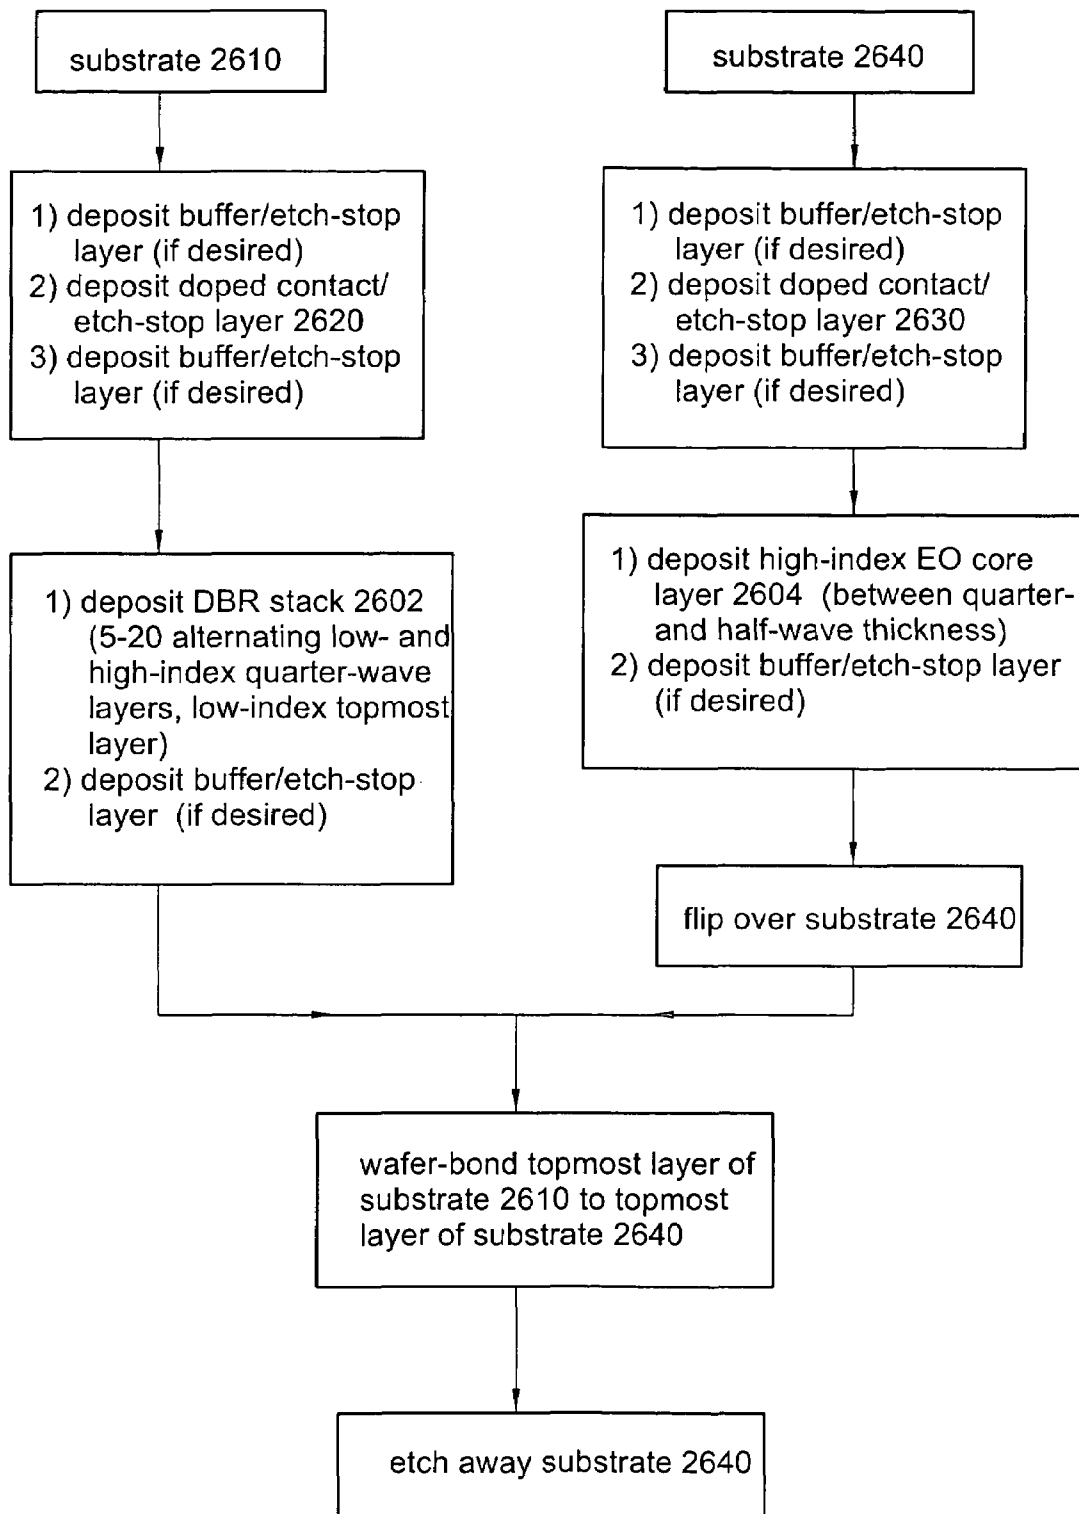 substrate 2610
substrate 2640
1) deposit buffer/etch-stop
layer (if desired)
2) deposit doped contact/
etch-stop layer 2620
3) deposit buffer/etch-stop
layer (if desired)
1) deposit buffer/etch-stop
layer (if desired)
2) deposit doped contact/
etch-stop layer 2630
3) deposit buffer/etch-stop
layer (if desired)
1) deposit DBR stack 2602
(5-20 alternating low- and
high-index quarter-wave
layers, low-index topmost
layer)
2) deposit buffer/etch-stop
layer (if desired)
1) deposit high-index EO core
layer 2604 (between quarter-
and half-wave thickness)
2) deposit buffer/etch-stop layer
(if desired)
flip over substrate 2640
wafer-bond topmost layer of
substrate 2610 to topmost
layer of substrate 2640
etch away substrate 2640